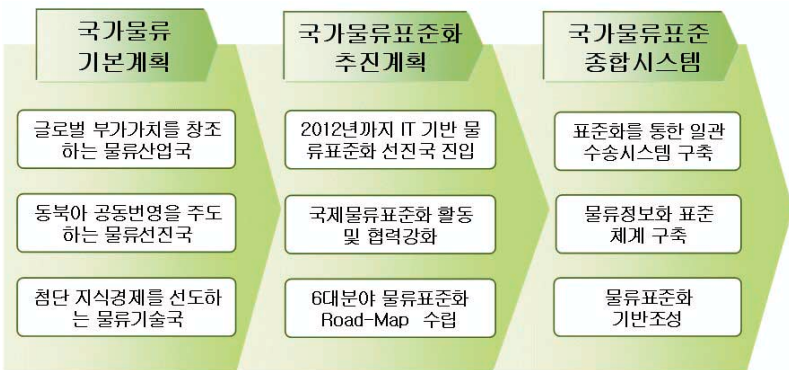 국가물류
기본계획
글로벌 부가가치를 창조
하는 물류산업국
동북아 공동번영을 주도
하는 물류선진국
첨단 지식경제를 선도하
는 물류기술국
국가물류표준화
추진계획
2012년까지 IT 기반 물
류표준화 선진국 진입
국제물류표준화 활동
및 협력강화
6대분야 물류표준화
Road-Map 수립
국가물류표준
종합시스템
표준화를 통한 일관
수송시스템 구축
물류정보화 표준
체계 구축
물류표준화
기반조성